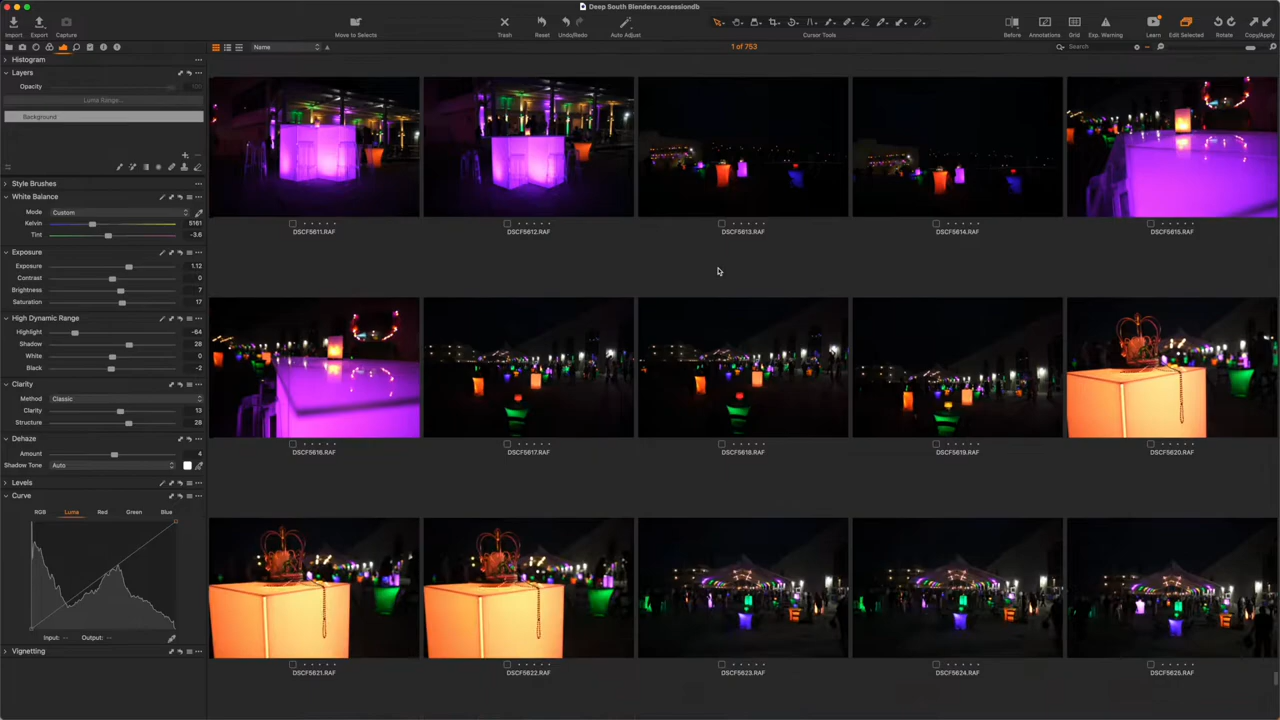 Deep South Blenders.cosessiondb
Import Export Capture Move to Selects Trash Reset Undo/Redo Auto Adjust Cursor Tools Before Annotations Grid Exp. Warning Learn Edit Selected Rotate Copy/Apply
Name 1 of 753 Search
Histogram
Layers
Opacity
Luma Range...
Background
Style Brushes
White Balance
Mode Custom
Kelvin 5161
Tint -3.6
Exposure
Exposure 1.12
Contrast 0
Brightness 7
Saturation 17
High Dynamic Range
Highlight -64
Shadow 28
White 0
Black -2
Clarity
Method Classic
Clarity 13
Structure 28
Dehaze
Amount 4
Shadow Tone Auto
Levels
Curve
RGB Luma Red Green Blue
Input: -- Output: --
Vignetting
DSCF5611.RAF DSCF5612.RAF DSCF5613.RAF DSCF5614.RAF DSCF5615.RAF
DSCF5616.RAF DSCF5617.RAF DSCF5618.RAF DSCF5619.RAF DSCF5620.RAF
DSCF5621.RAF DSCF5622.RAF DSCF5623.RAF DSCF5624.RAF DSCF5625.RAF